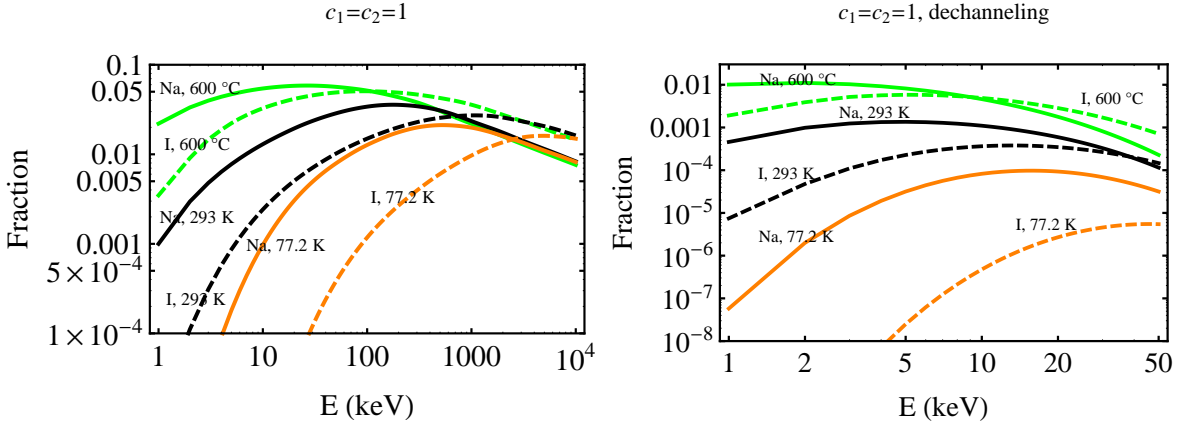 c₁=c₂=1
0.1
0.05
0.01
0.005
0.001
5×10⁻⁴
1×10⁻⁴
Fraction
Na, 600 °C
I, 600 °C
Na, 293 K
I, 293 K
Na, 77.2 K
I, 77.2 K
1 10 100 1000 10⁴
E (keV)
c₁=c₂=1, dechanneling
0.01
0.001
10⁻⁴
10⁻⁵
10⁻⁶
10⁻⁷
10⁻⁸
Fraction
Na, 600 °C
I, 600 °C
Na, 293 K
I, 293 K
Na, 77.2 K
I, 77.2 K
1 2 5 10 20 50
E (keV)